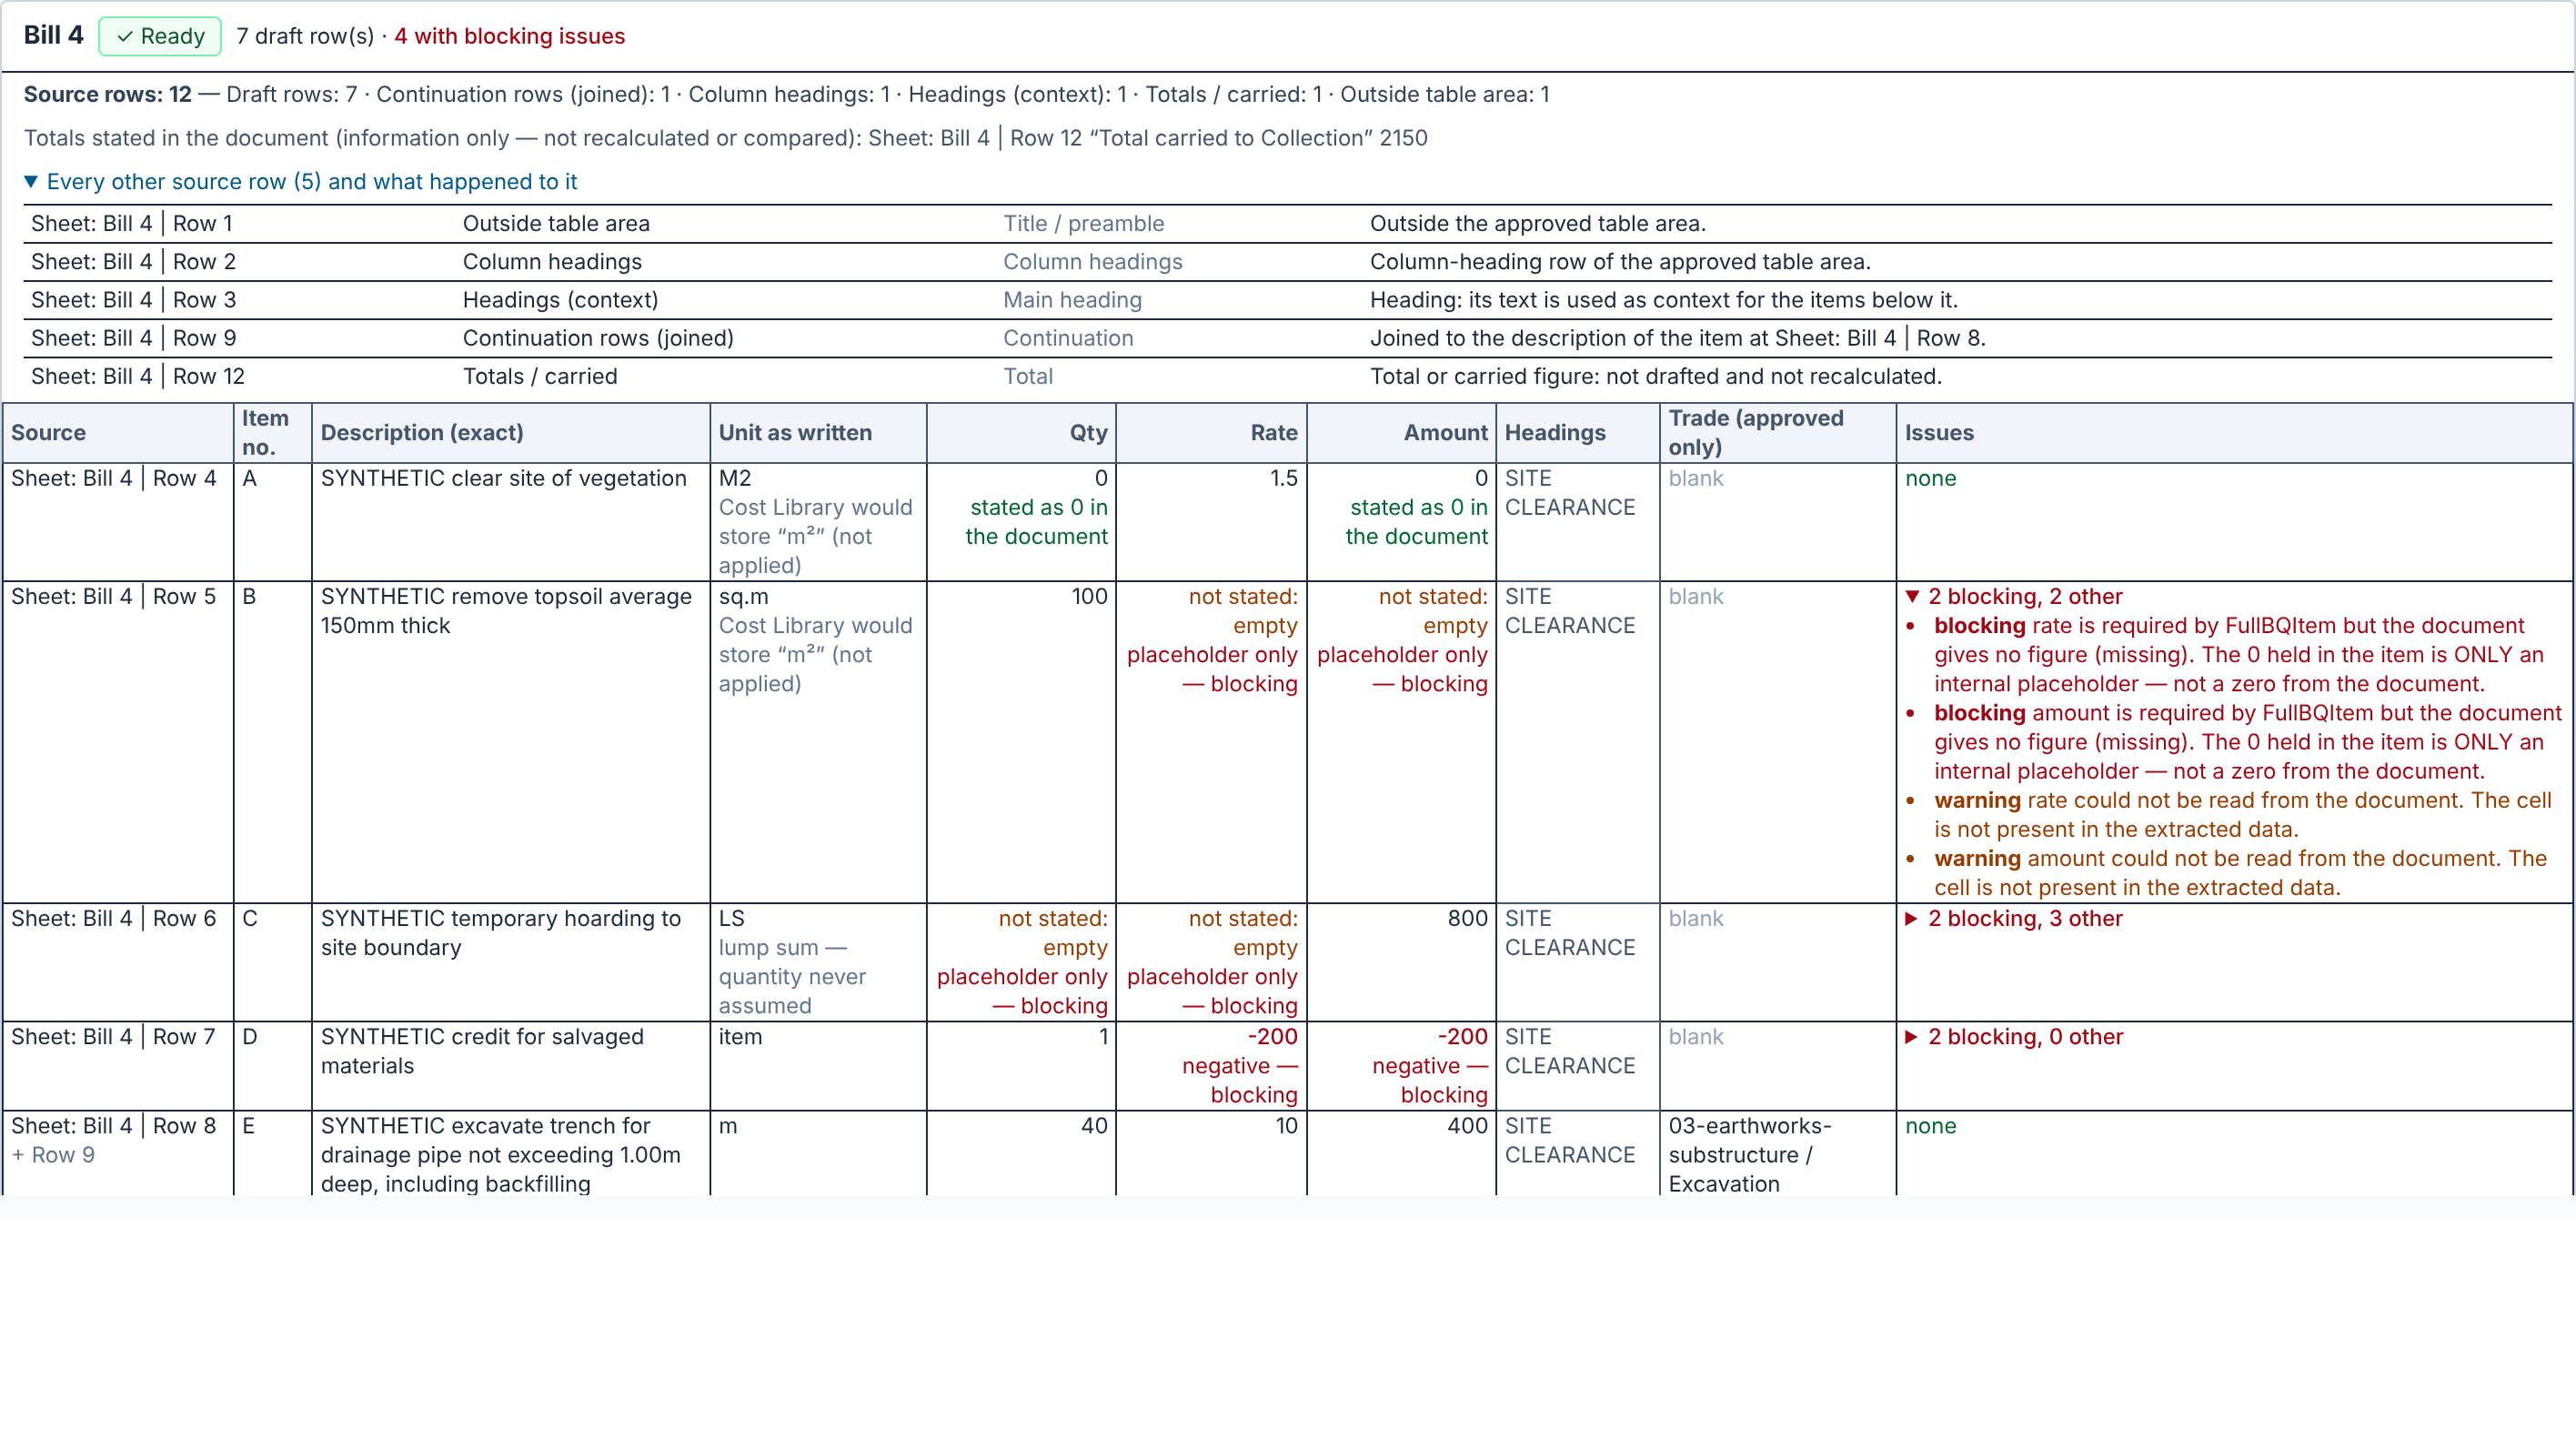 Bill 4 ✓ Ready 7 draft row(s) · 4 with blocking issues
Source rows: 12 — Draft rows: 7 · Continuation rows (joined): 1 · Column headings: 1 · Headings (context): 1 · Totals / carried: 1 · Outside table area: 1
Totals stated in the document (information only — not recalculated or compared): Sheet: Bill 4 | Row 12 “Total carried to Collection” 2150
▼ Every other source row (5) and what happened to it
Sheet: Bill 4 | Row 1 Outside table area Title / preamble Outside the approved table area.
Sheet: Bill 4 | Row 2 Column headings Column headings Column-heading row of the approved table area.
Sheet: Bill 4 | Row 3 Headings (context) Main heading Heading: its text is used as context for the items below it.
Sheet: Bill 4 | Row 9 Continuation rows (joined) Continuation Joined to the description of the item at Sheet: Bill 4 | Row 8.
Sheet: Bill 4 | Row 12 Totals / carried Total Total or carried figure: not drafted and not recalculated.
Source
Item
no.
Description (exact)
Unit as written
Qty
Rate
Amount
Headings
Trade (approved
only)
Issues
Sheet: Bill 4 | Row 4
A
SYNTHETIC clear site of vegetation
M2
Cost Library would
store “m²” (not
applied)
0
stated as 0 in
the document
1.5
0
stated as 0 in
the document
SITE
CLEARANCE
blank
none
Sheet: Bill 4 | Row 5
B
SYNTHETIC remove topsoil average
150mm thick
sq.m
Cost Library would
store “m²” (not
applied)
100
not stated:
empty
placeholder only
— blocking
not stated:
empty
placeholder only
— blocking
SITE
CLEARANCE
blank
▼ 2 blocking, 2 other
• blocking rate is required by FullBQItem but the document
gives no figure (missing). The 0 held in the item is ONLY an
internal placeholder — not a zero from the document.
• blocking amount is required by FullBQItem but the document
gives no figure (missing). The 0 held in the item is ONLY an
internal placeholder — not a zero from the document.
• warning rate could not be read from the document. The cell
is not present in the extracted data.
• warning amount could not be read from the document. The
cell is not present in the extracted data.
Sheet: Bill 4 | Row 6
C
SYNTHETIC temporary hoarding to
site boundary
LS
lump sum —
quantity never
assumed
not stated:
empty
placeholder only
— blocking
not stated:
empty
placeholder only
— blocking
800
SITE
CLEARANCE
blank
▶ 2 blocking, 3 other
Sheet: Bill 4 | Row 7
D
SYNTHETIC credit for salvaged
materials
item
1
-200
negative —
blocking
-200
negative —
blocking
SITE
CLEARANCE
blank
▶ 2 blocking, 0 other
Sheet: Bill 4 | Row 8
+ Row 9
E
SYNTHETIC excavate trench for
drainage pipe not exceeding 1.00m
deep, including backfilling
m
40
10
400
SITE
CLEARANCE
03-earthworks-
substructure /
Excavation
none